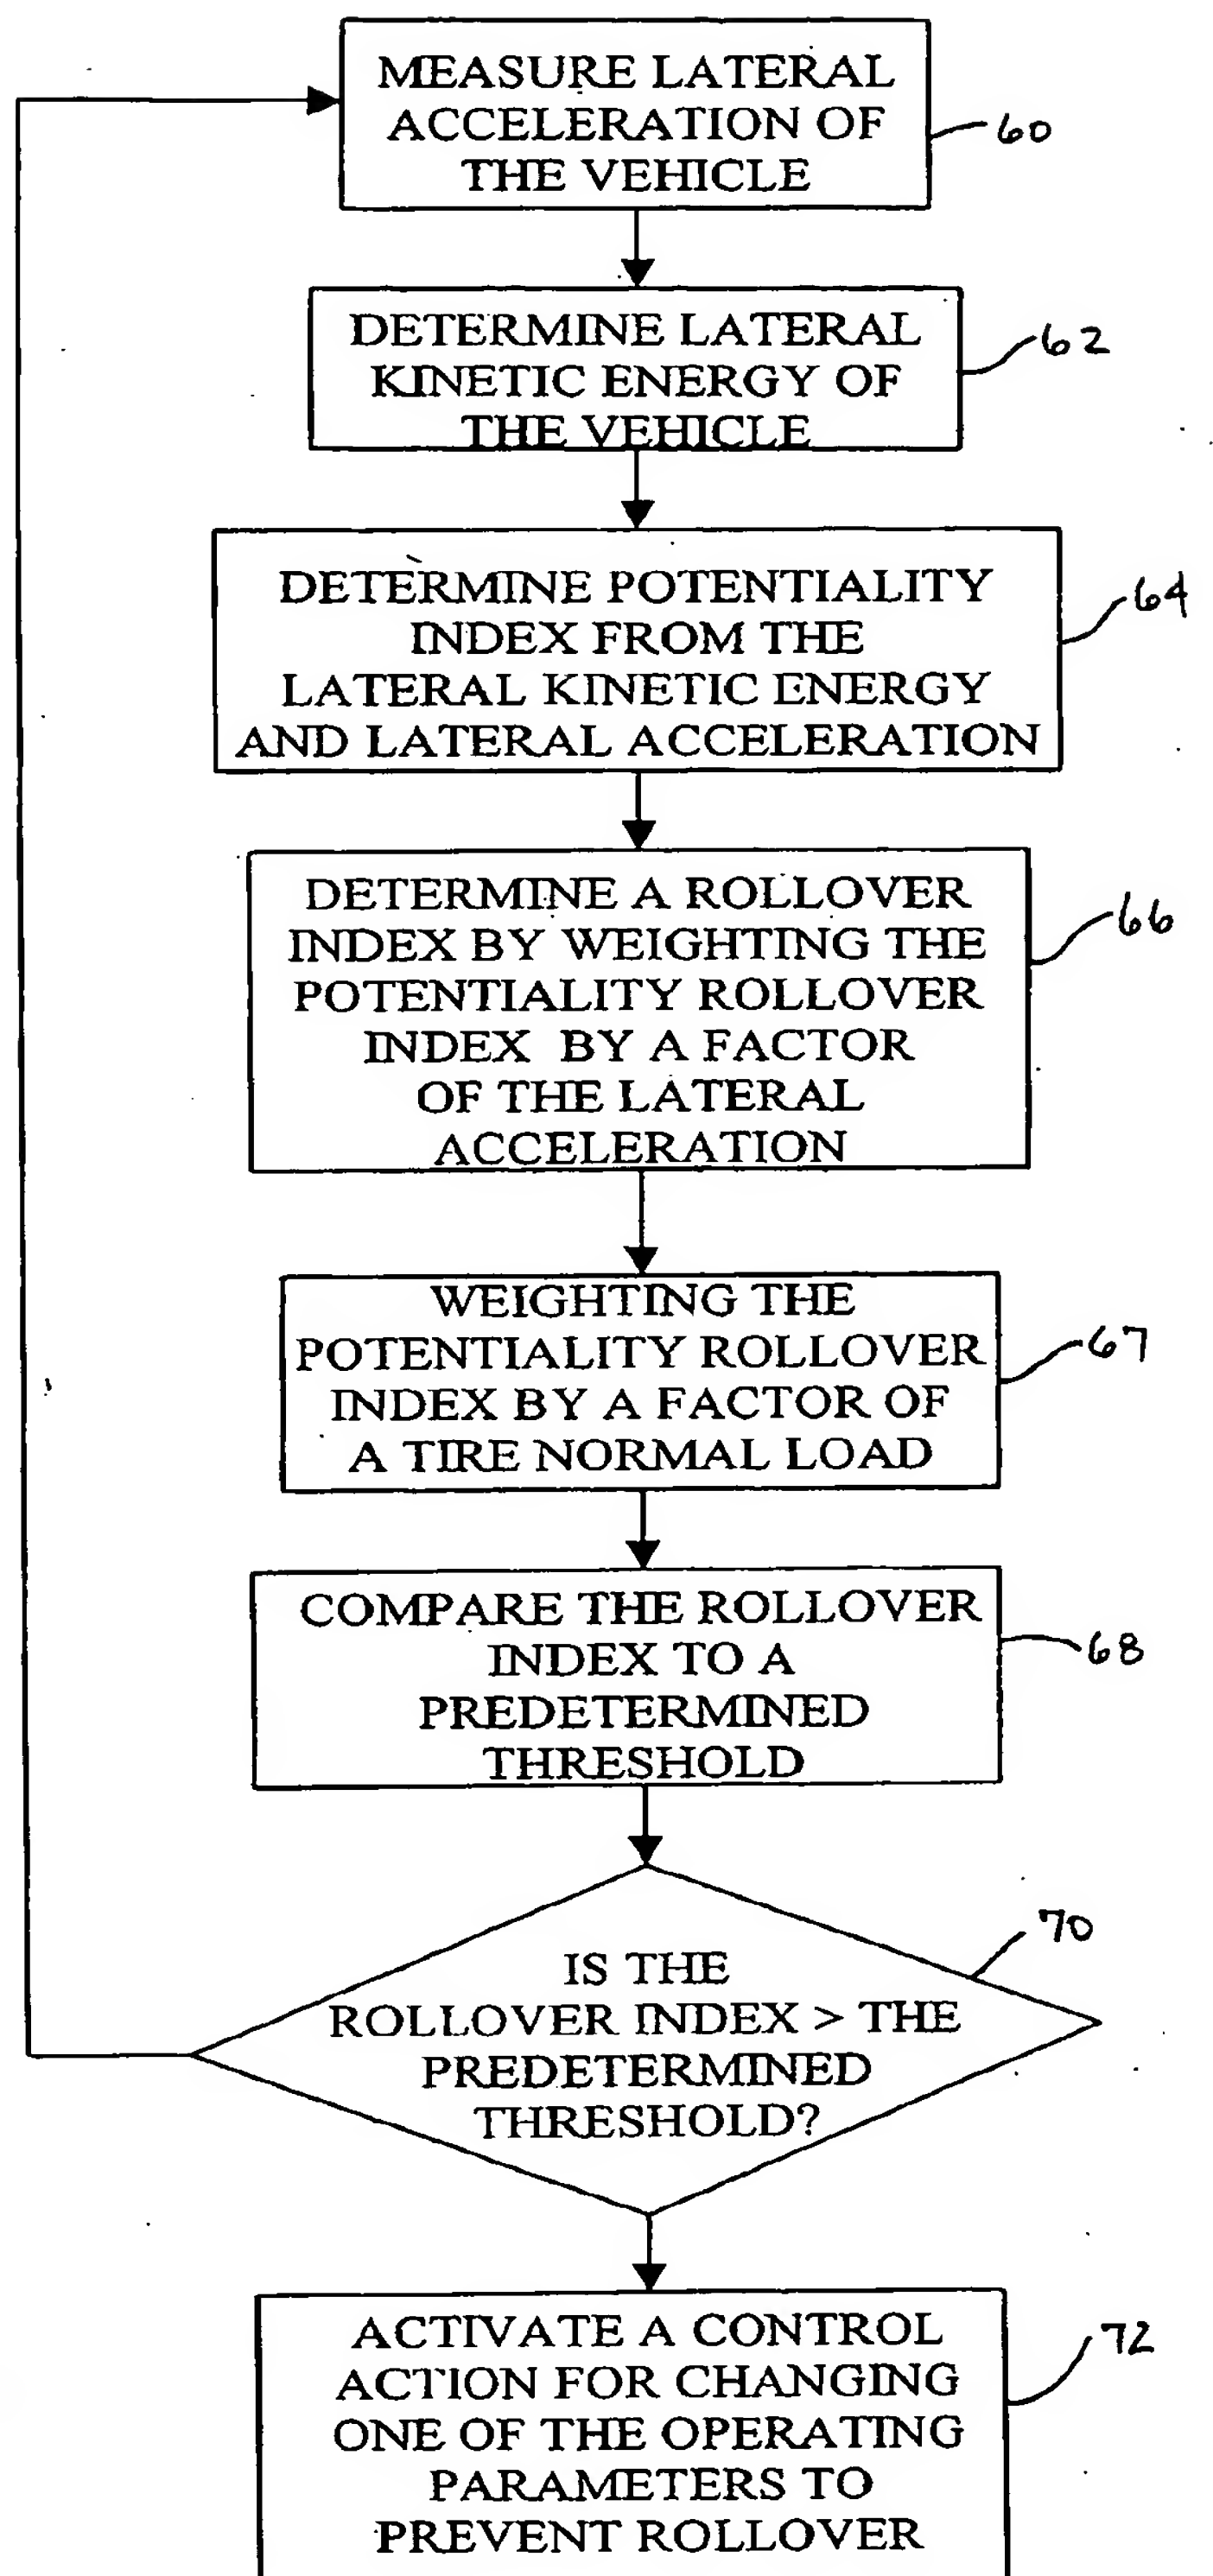 MEASURE LATERAL
ACCELERATION OF
THE VEHICLE
60
DETERMINE LATERAL
KINETIC ENERGY OF
THE VEHICLE
62
DETERMINE POTENTIALITY
INDEX FROM THE
LATERAL KINETIC ENERGY
AND LATERAL ACCELERATION
64
DETERMINE A ROLLOVER
INDEX BY WEIGHTING THE
POTENTIALITY ROLLOVER
INDEX BY A FACTOR
OF THE LATERAL
ACCELERATION
66
WEIGHTING THE
POTENTIALITY ROLLOVER
INDEX BY A FACTOR OF
A TIRE NORMAL LOAD
67
COMPARE THE ROLLOVER
INDEX TO A
PREDETERMINED
THRESHOLD
68
70
IS THE
ROLLOVER INDEX > THE
PREDETERMINED
THRESHOLD?
ACTIVATE A CONTROL
ACTION FOR CHANGING
ONE OF THE OPERATING
PARAMETERS TO
PREVENT ROLLOVER
72